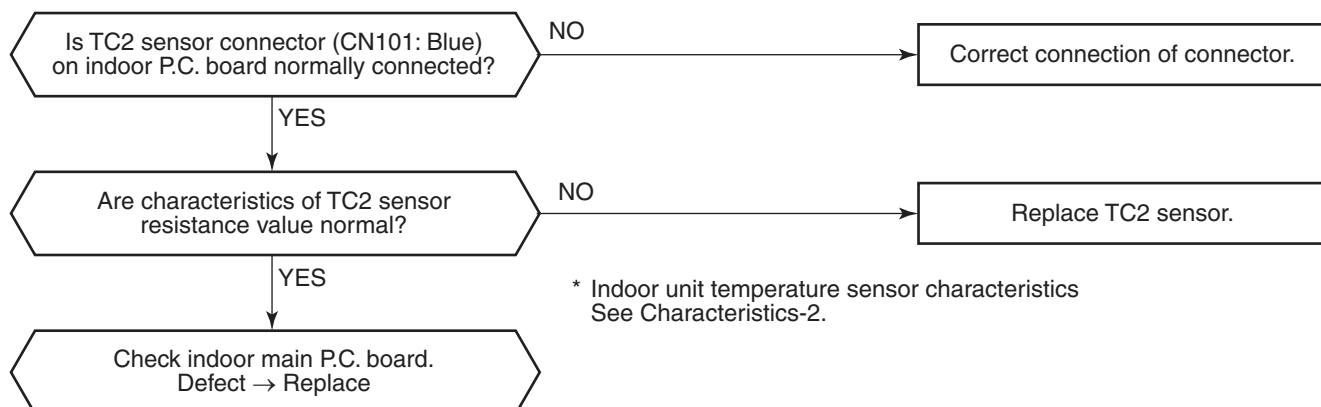 Is TC2 sensor connector (CN101: Blue)
on indoor P.C. board normally connected?
NO
Correct connection of connector.
YES
Are characteristics of TC2 sensor
resistance value normal?
NO
Replace TC2 sensor.
YES
* Indoor unit temperature sensor characteristics
See Characteristics-2.
Check indoor main P.C. board.
Defect → Replace